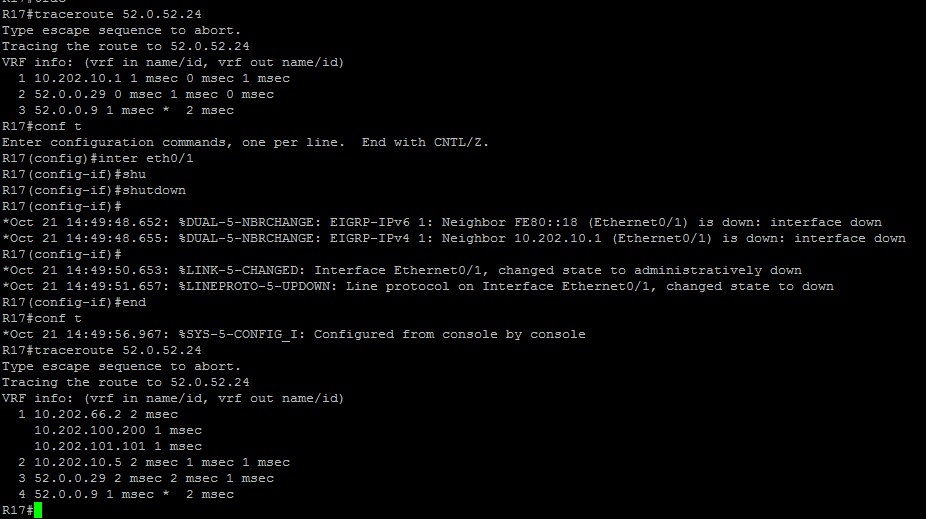 R17#traceroute 52.0.52.24
Type escape sequence to abort.
Tracing the route to 52.0.52.24
VRF info: (vrf in name/id, vrf out name/id)
  1 10.202.10.1 1 msec 0 msec 1 msec
  2 52.0.0.29 0 msec 1 msec 0 msec
  3 52.0.0.9 1 msec *  2 msec
R17#conf t
Enter configuration commands, one per line.  End with CNTL/Z.
R17(config)#inter eth0/1
R17(config-if)#shu
R17(config-if)#shutdown
R17(config-if)#
*Oct 21 14:49:48.652: %DUAL-5-NBRCHANGE: EIGRP-IPv6 1: Neighbor FE80::18 (Ethernet0/1) is down: interface down
*Oct 21 14:49:48.655: %DUAL-5-NBRCHANGE: EIGRP-IPv4 1: Neighbor 10.202.10.1 (Ethernet0/1) is down: interface down
R17(config-if)#
*Oct 21 14:49:50.653: %LINK-5-CHANGED: Interface Ethernet0/1, changed state to administratively down
*Oct 21 14:49:51.657: %LINEPROTO-5-UPDOWN: Line protocol on Interface Ethernet0/1, changed state to down
R17(config-if)#end
R17#conf t
*Oct 21 14:49:56.967: %SYS-5-CONFIG_I: Configured from console by console
R17#traceroute 52.0.52.24
Type escape sequence to abort.
Tracing the route to 52.0.52.24
VRF info: (vrf in name/id, vrf out name/id)
  1 10.202.66.2 2 msec
    10.202.100.200 1 msec
    10.202.101.101 1 msec
  2 10.202.10.5 2 msec 1 msec 1 msec
  3 52.0.0.29 2 msec 2 msec 1 msec
  4 52.0.0.9 1 msec *  2 msec
R17#